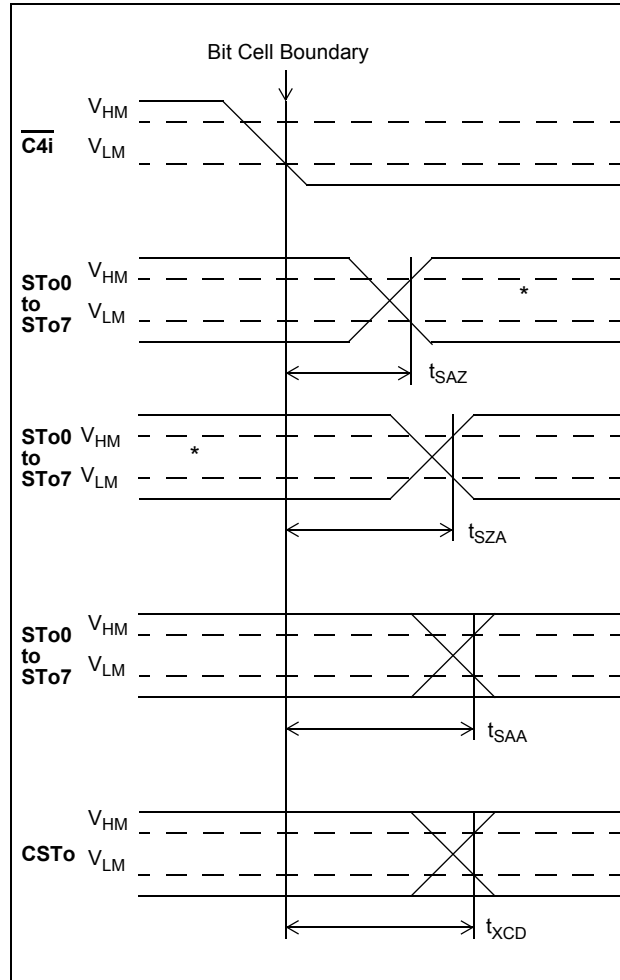 Bit Cell Boundary
C4i
V_HM
V_LM
STo0
to
STo7
V_HM
V_LM
*
t_SAZ
STo0
to
STo7
V_HM
V_LM
*
t_SZA
STo0
to
STo7
V_HM
V_LM
t_SAA
CSTo
V_HM
V_LM
t_XCD